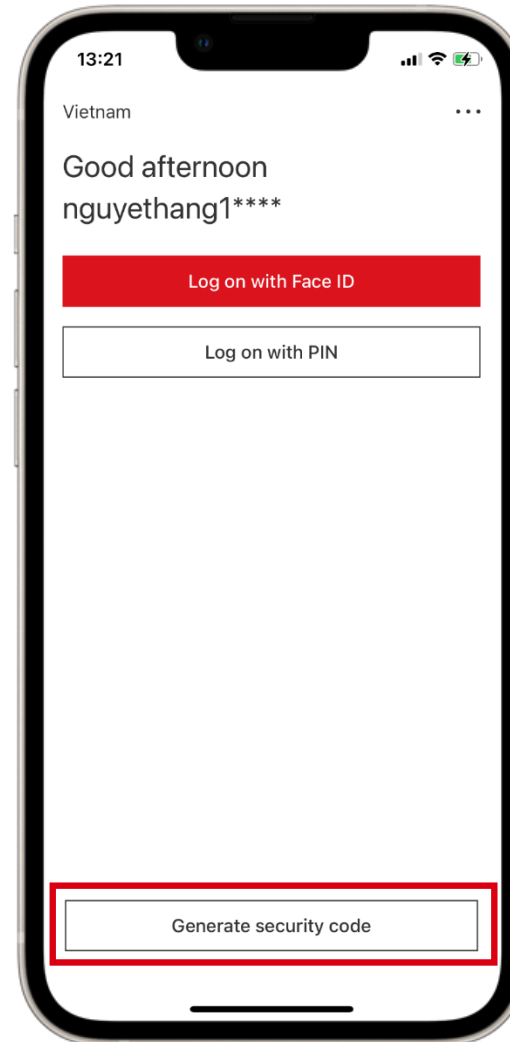 13:21
Vietnam
Good afternoon
nguyethang1****
Log on with Face ID
Log on with PIN
Generate security code